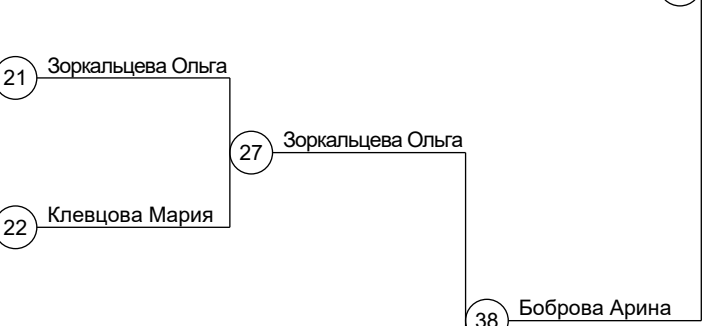 21 Зоркальцева Ольга
27 Зоркальцева Ольга
22 Клевцова Мария
38 Боброва Арина